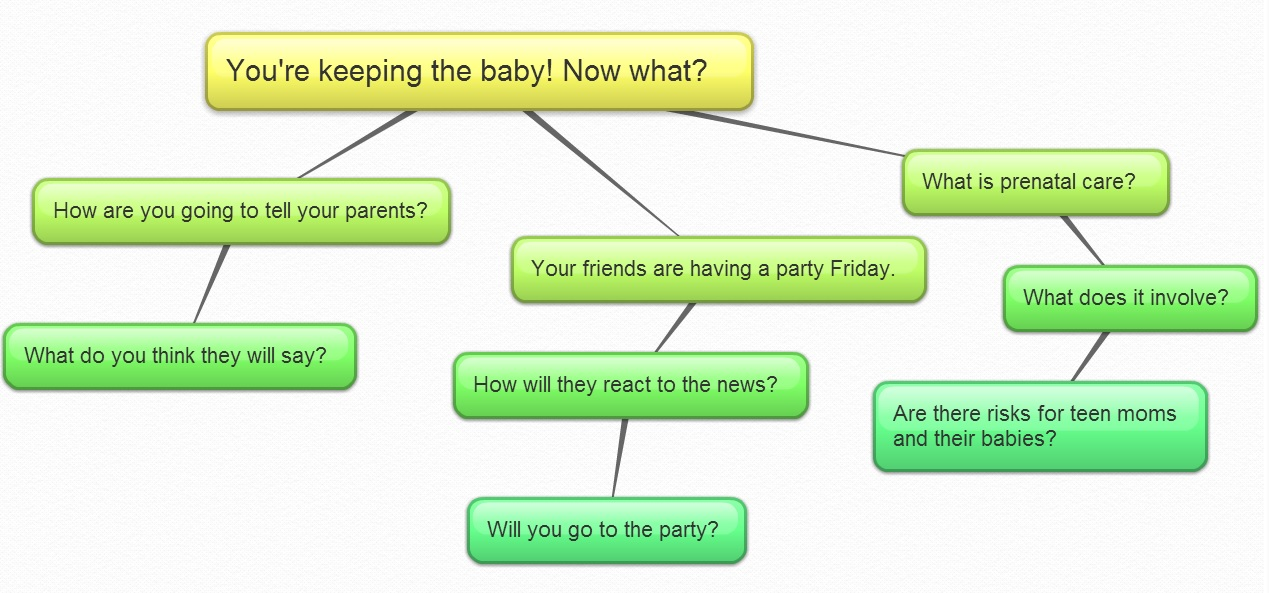 You're keeping the baby! Now what?
How are you going to tell your parents?
What do you think they will say?
Your friends are having a party Friday.
How will they react to the news?
Will you go to the party?
What is prenatal care?
What does it involve?
Are there risks for teen moms
and their babies?